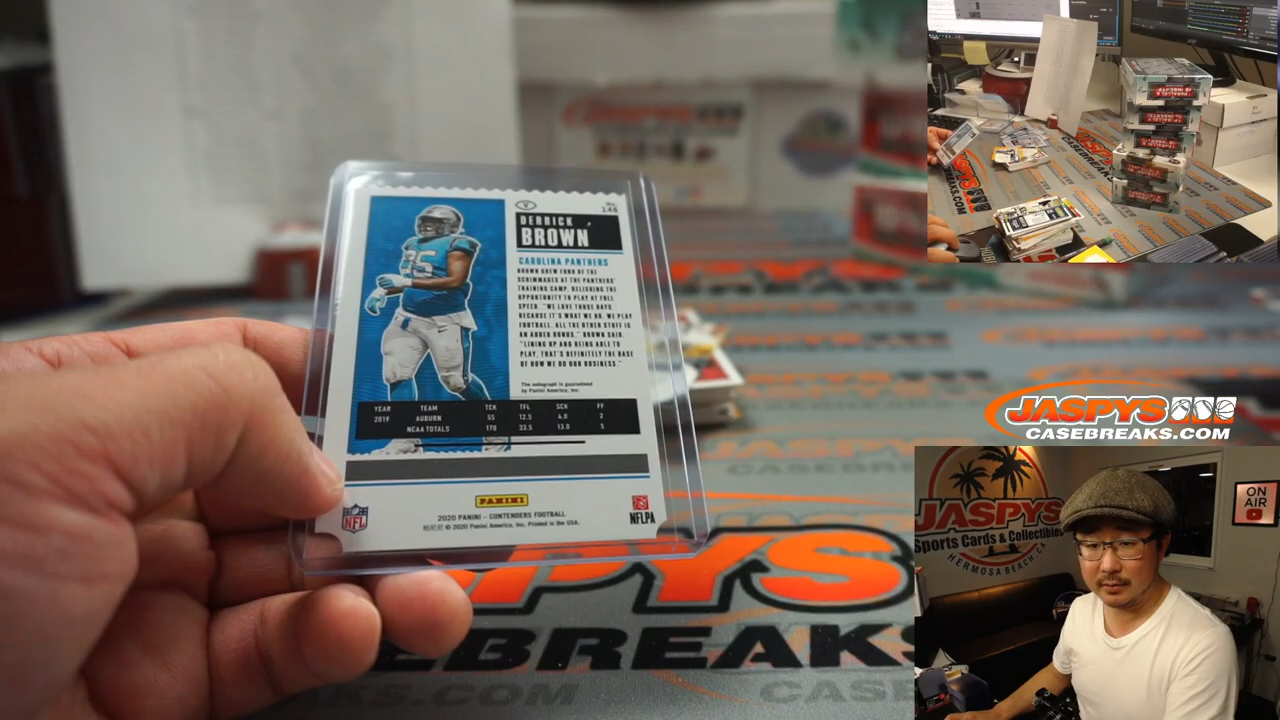 No.
146
V
DERRICK
BROWN
CAROLINA PANTHERS
BROWN GREW FOND OF THE
SCRIMMAGES AT THE PANTHERS'
TRAINING CAMP, RELISHING THE
OPPORTUNITY TO PLAY AT FULL
SPEED. "WE LOVE THOSE DAYS
BECAUSE IT'S WHAT WE DO. WE PLAY
FOOTBALL. ALL THE OTHER STUFF IS
AN ADDED BONUS," BROWN SAID.
"LINING UP AND BEING ABLE TO
PLAY, THAT'S DEFINITELY THE BASE
OF HOW WE DO OUR BUSINESS."
The autograph is guaranteed
by Panini America, Inc.
YEAR TEAM TCK TFL SCK FF
2019 AUBURN 55 12.5 4.0 2
NCAA TOTALS 170 33.5 13.0 5
PANINI
2020 PANINI – CONTENDERS FOOTBALL
© 2020 Panini America, Inc. Printed in the USA.
NFL
NFLPA
JASPYS
CASEBREAKS.COM
JASPYS
Sports Cards & Collectibles
HERMOSA BEACH, CA
ON
AIR
JASPYS
CASEBREAKS.COM